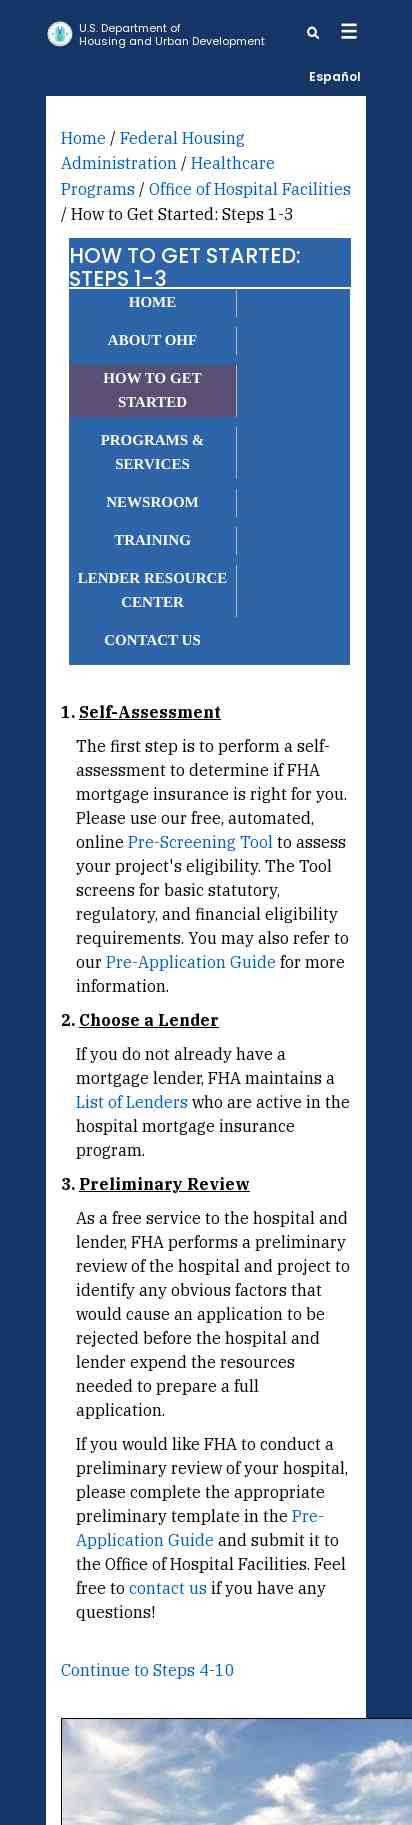 U.S. Department of
Housing and Urban Development
Español
Home / Federal Housing
Administration / Healthcare
Programs / Office of Hospital Facilities
/ How to Get Started: Steps 1-3
HOW TO GET STARTED:
STEPS 1-3
HOME
ABOUT OHF
HOW TO GET
STARTED
PROGRAMS &
SERVICES
NEWSROOM
TRAINING
LENDER RESOURCE
CENTER
CONTACT US
1. Self-Assessment
The first step is to perform a self-
assessment to determine if FHA
mortgage insurance is right for you.
Please use our free, automated,
online Pre-Screening Tool to assess
your project's eligibility. The Tool
screens for basic statutory,
regulatory, and financial eligibility
requirements. You may also refer to
our Pre-Application Guide for more
information.
2. Choose a Lender
If you do not already have a
mortgage lender, FHA maintains a
List of Lenders who are active in the
hospital mortgage insurance
program.
3. Preliminary Review
As a free service to the hospital and
lender, FHA performs a preliminary
review of the hospital and project to
identify any obvious factors that
would cause an application to be
rejected before the hospital and
lender expend the resources
needed to prepare a full
application.
If you would like FHA to conduct a
preliminary review of your hospital,
please complete the appropriate
preliminary template in the Pre-
Application Guide and submit it to
the Office of Hospital Facilities. Feel
free to contact us if you have any
questions!
Continue to Steps 4-10